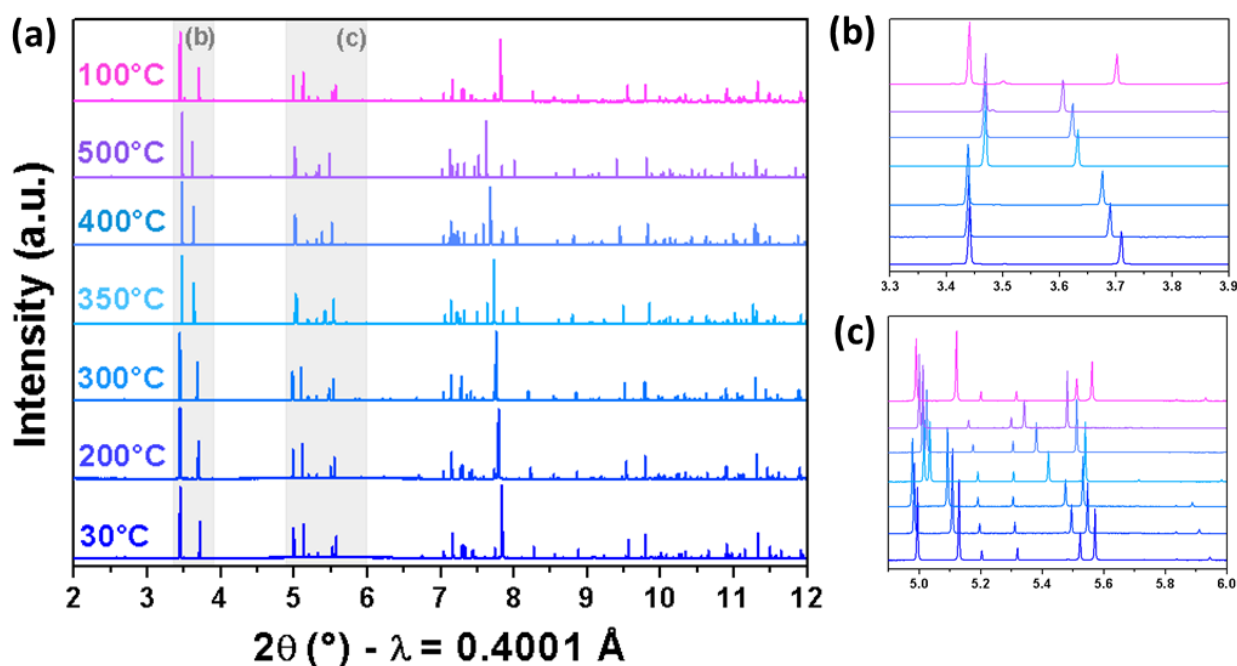 (a)
(b)
(c)
100°C
500°C
400°C
350°C
300°C
200°C
30°C
Intensity (a.u.)
2 3 4 5 6 7 8 9 10 11 12
2θ (°) - λ = 0.4001 Å
(b)
3.3 3.4 3.5 3.6 3.7 3.8 3.9
(c)
5.0 5.2 5.4 5.6 5.8 6.0